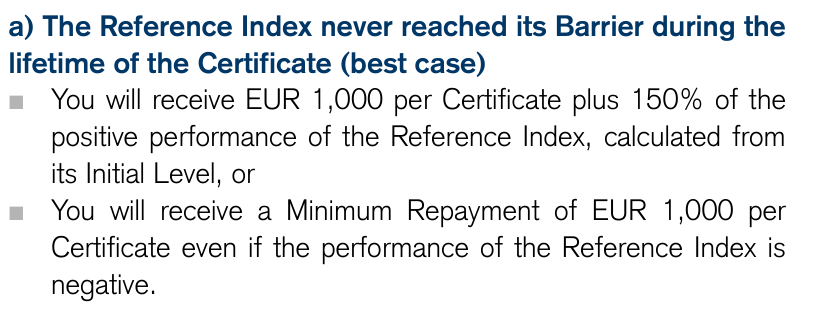 a) The Reference Index never reached its Barrier during the
lifetime of the Certificate (best case)
■ You will receive EUR 1,000 per Certificate plus 150% of the
positive performance of the Reference Index, calculated from
its Initial Level, or
■ You will receive a Minimum Repayment of EUR 1,000 per
Certificate even if the performance of the Reference Index is
negative.